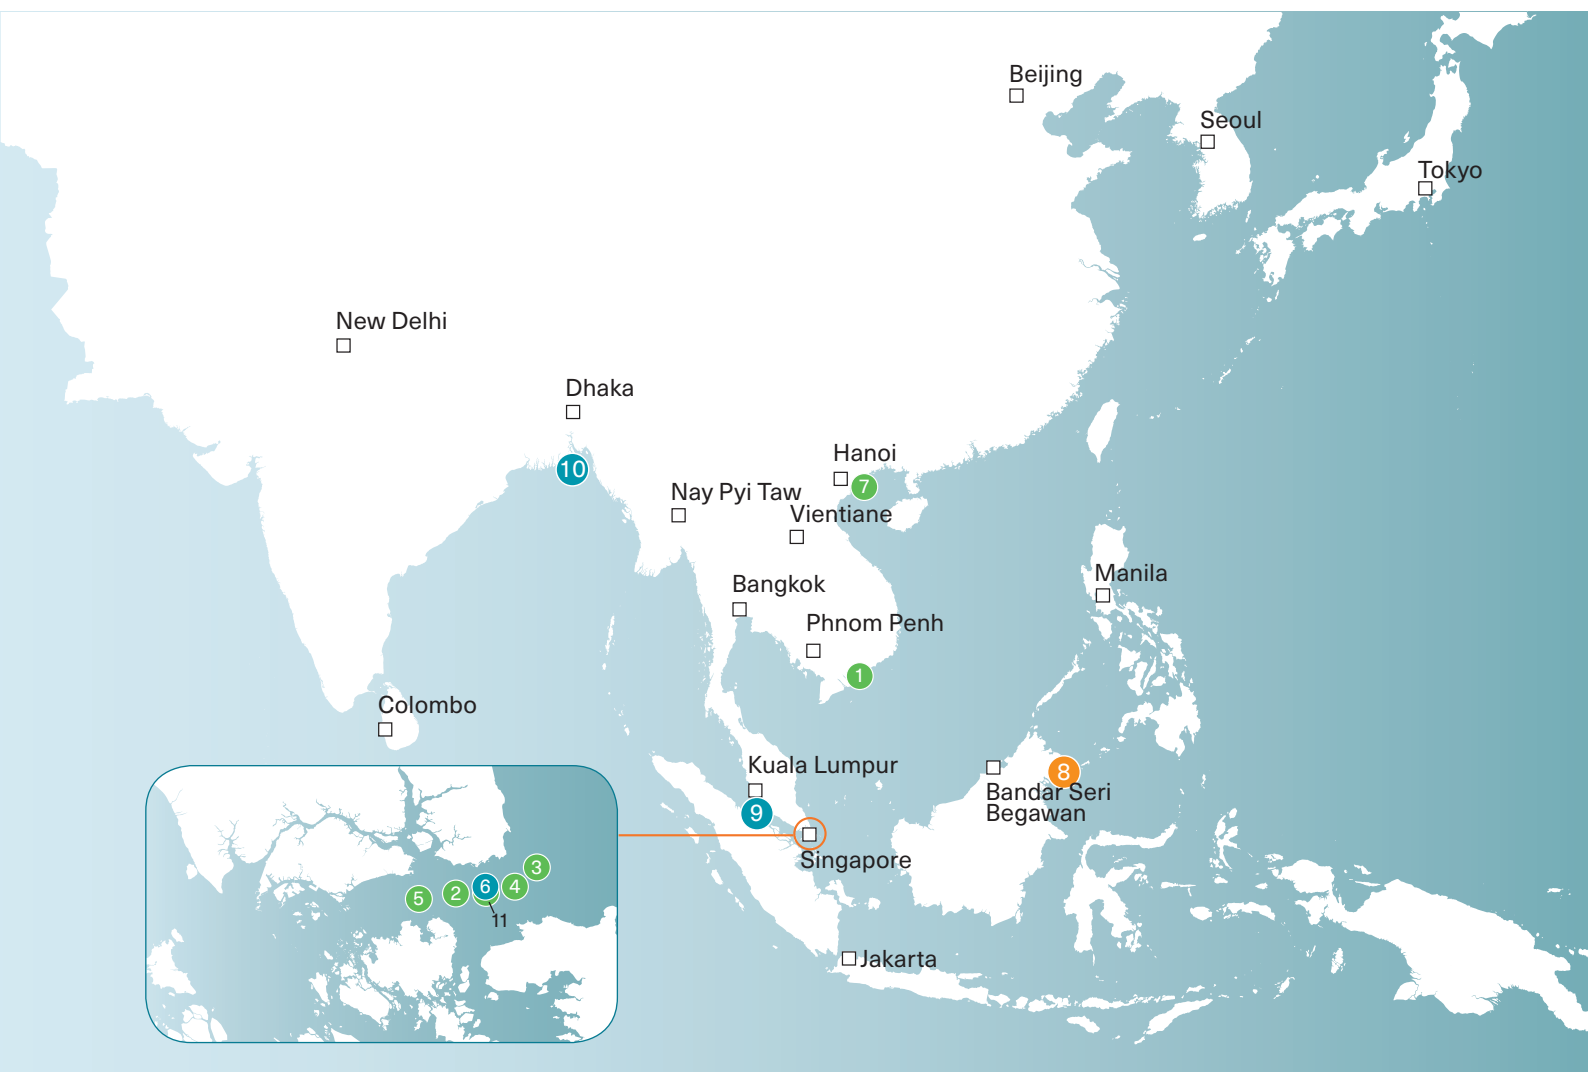 Beijing
Seoul
Tokyo
New Delhi
Dhaka
Hanoi
10
7
Nay Pyi Taw
Vientiane
Manila
Bangkok
Phnom Penh
1
Colombo
Kuala Lumpur
8
Bandar Seri
Begawan
9
Singapore
3
6
4
2
5
11
Jakarta